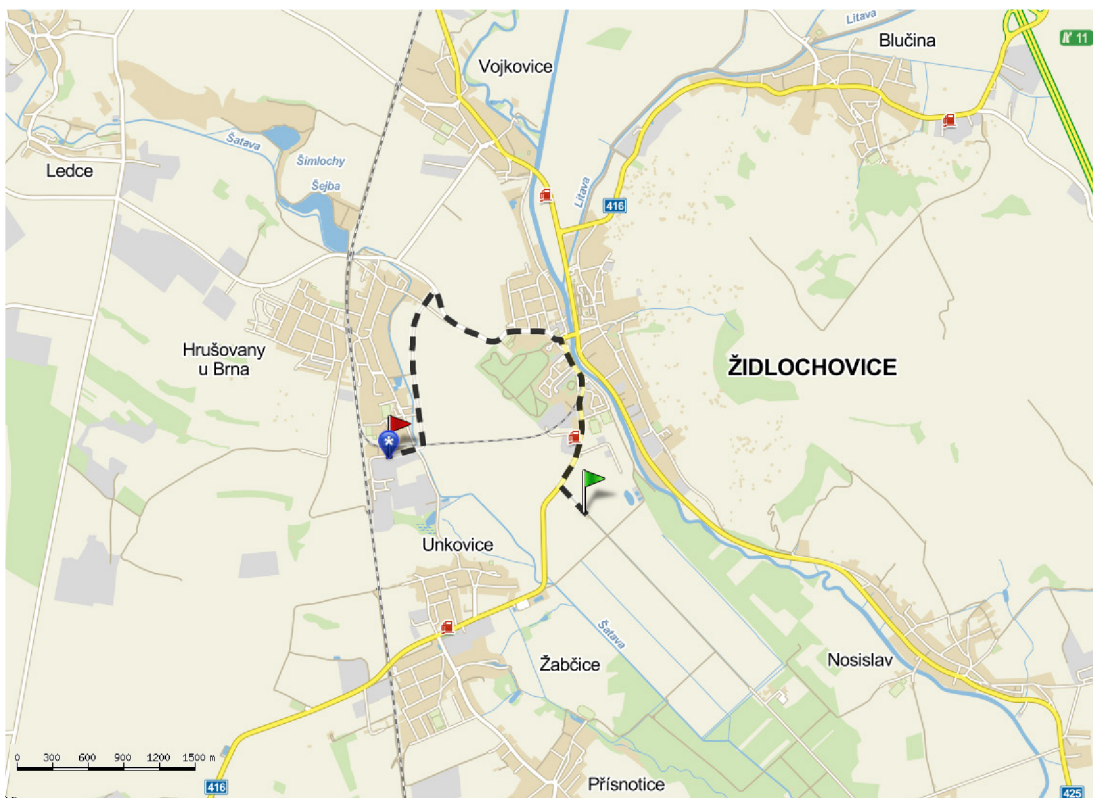 Litava
Blučina
11
Vojkovice
Šatava
Šimlochy
Ledce
Šejba
Litava
416
Hrušovany
u Brna
ŽIDLOCHOVICE
Unkovice
Šatava
Žabčice
Nosislav
0 300 600 900 1200 1500 m
416
Přísnotice
425